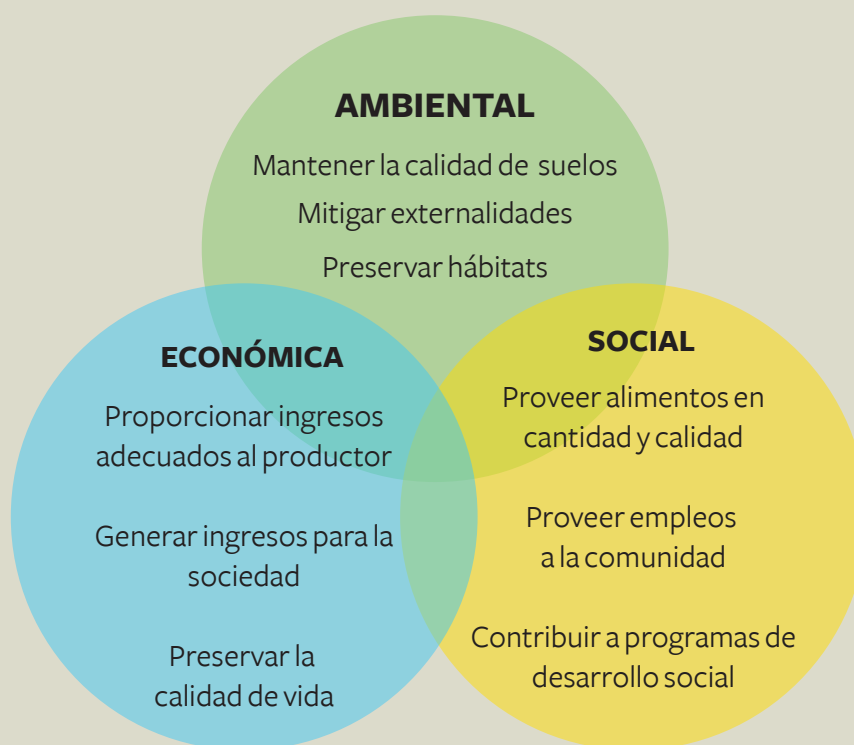 AMBIENTAL
Mantener la calidad de suelos
Mitigar externalidades
Preservar hábitats
ECONÓMICA
Proporcionar ingresos
adecuados al productor
Generar ingresos para la
sociedad
Preservar la
calidad de vida
SOCIAL
Proveer alimentos en
cantidad y calidad
Proveer empleos
a la comunidad
Contribuir a programas de
desarrollo social